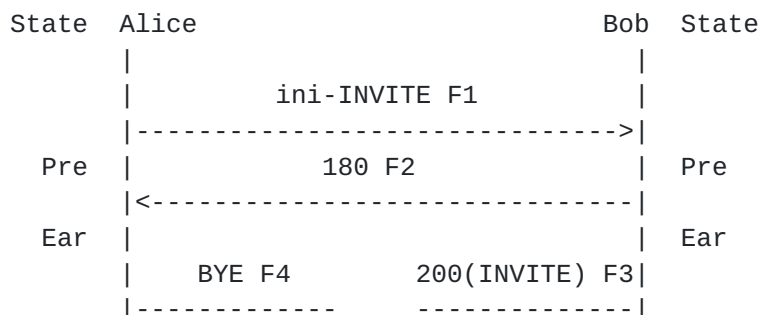 State  Alice                          Bob  State
       |                                |
       |         ini-INVITE F1          |
       |------------------------------->|
  Pre  |            180 F2              |  Pre
       |<-------------------------------|
  Ear  |                                |  Ear
       |    BYE F4        200(INVITE) F3|
       |-------------     --------------|